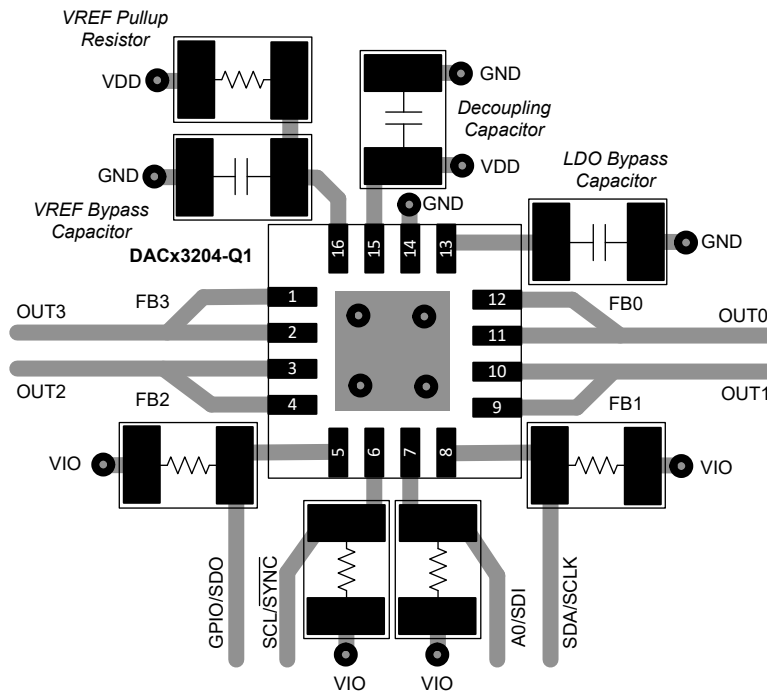 VREF Pullup
Resistor
VDD
GND
Decoupling
Capacitor
VDD
GND
VREF Bypass
Capacitor
LDO Bypass
Capacitor
GND
GND
DACx3204-Q1
16
15
14
13
1
2
3
4
12
11
10
9
5
6
7
8
OUT3
FB3
FB0
OUT0
OUT2
FB2
FB1
OUT1
VIO
VIO
GPIO/SDO
SCL/SYNC
A0/SDI
SDA/SCLK
VIO
VIO